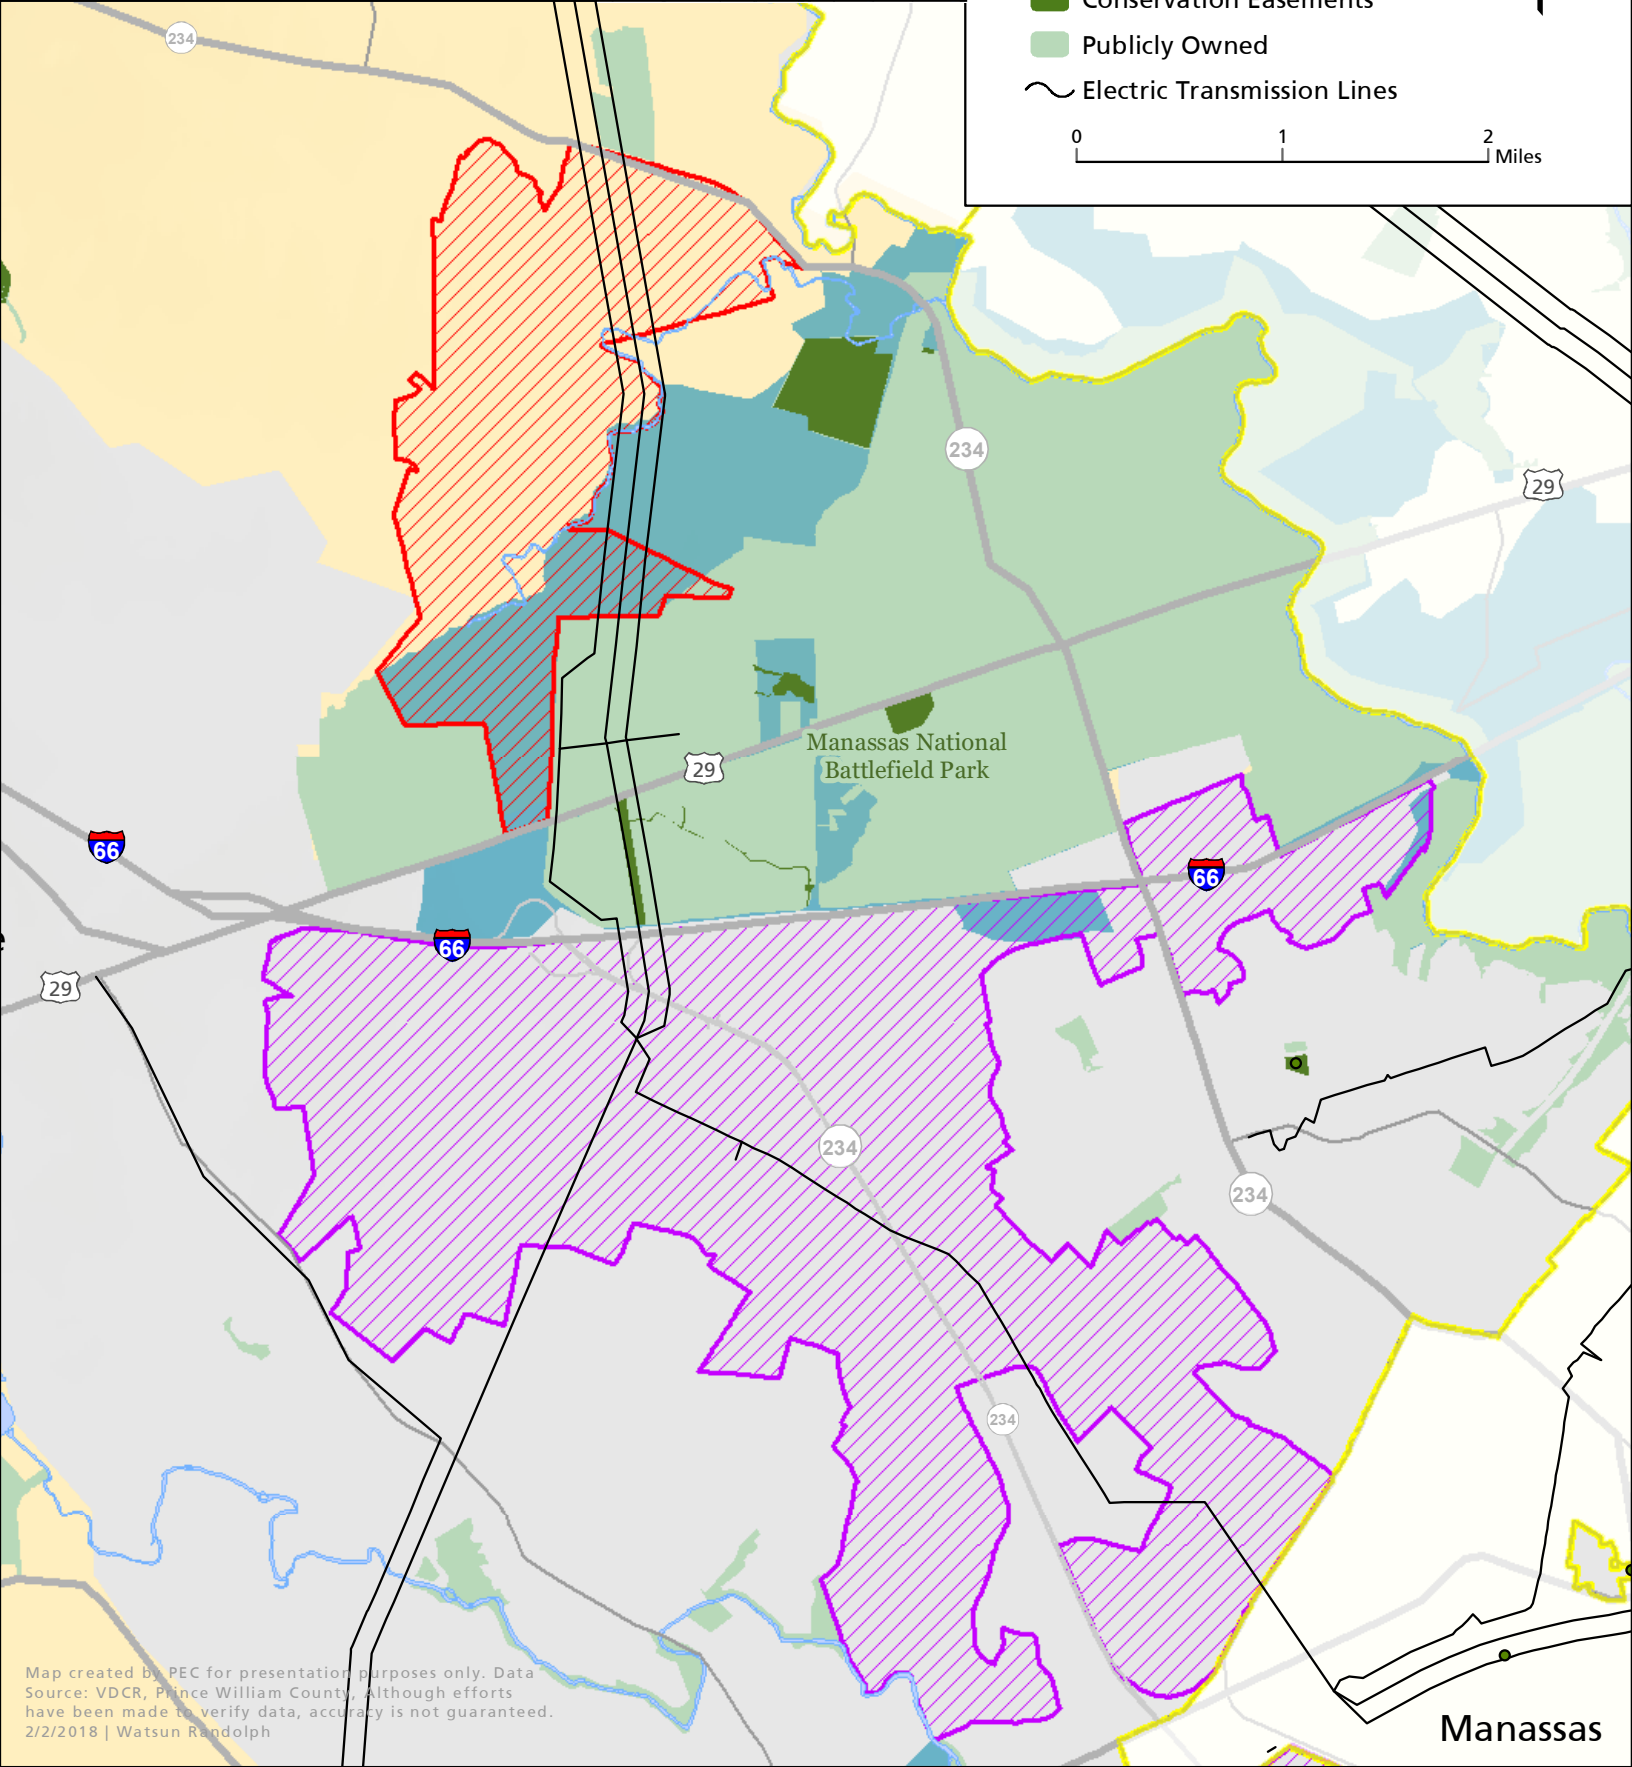 Conservation Easements
Publicly Owned
Electric Transmission Lines
0 1 2
Miles
234
234
29
Manassas National
Battlefield Park
29
66
66
66
29
234
234
234
Map created by PEC for presentation purposes only. Data
Source: VDCR, Prince William County, Although efforts
have been made to verify data, accuracy is not guaranteed.
2/2/2018 | Watsun Randolph
Manassas